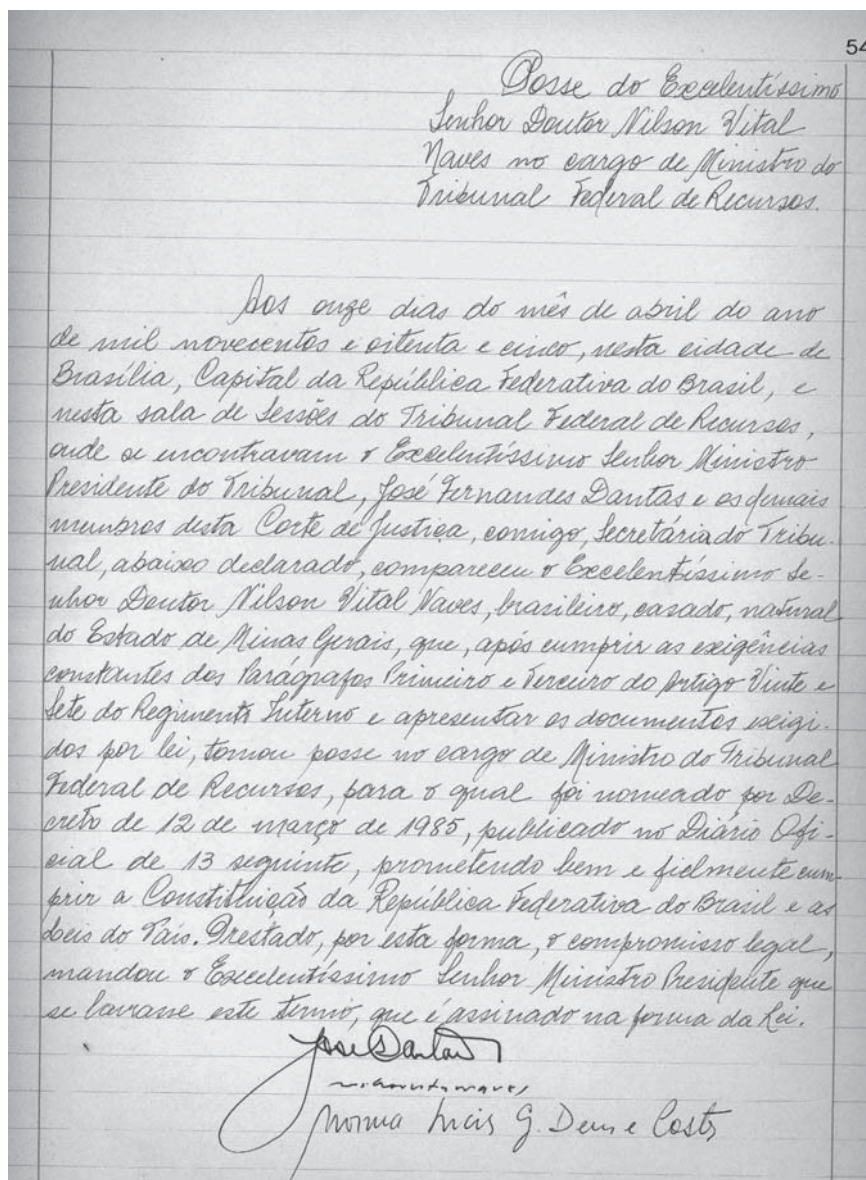 54
Posse do Excelentíssimo
Senhor Doutor Nilson Vital
Naves no cargo de Ministro do
Tribunal Federal de Recursos.
Aos onze dias do mês de abril do ano
de mil novecentos e oitenta e cinco, nesta cidade de
Brasília, Capital da República Federativa do Brasil, e
nesta sala de Sessões do Tribunal Federal de Recursos,
onde se encontravam o Excelentíssimo Senhor Ministro
Presidente do Tribunal, José Fernandes Dantas e os demais
membros desta Corte de Justiça, comigo, Secretária do Tribu-
nal, abaixo declarado, compareceu o Excelentíssimo Se-
nhor Doutor Nilson Vital Naves, brasileiro, casado, natural
do Estado de Minas Gerais, que, após cumprir as exigências
constantes dos Parágrafos Primeiro e Terceiro do Artigo Vinte e
Sete do Regimento Interno e apresentar os documentos exigi-
dos por lei, tomou posse no cargo de Ministro do Tribunal
Federal de Recursos, para o qual foi nomeado por De-
creto de 12 de março de 1985, publicado no Diário Ofi-
cial de 13 seguinte, prometendo bem e fielmente cum-
prir a Constituição da República Federativa do Brasil e as
Leis do País. Prestado, por esta forma, o compromisso legal,
mandou o Excelentíssimo Senhor Ministro Presidente que
se lavrasse este termo, que é assinado na forma da Lei.
José Dantas
Norma G. Costa